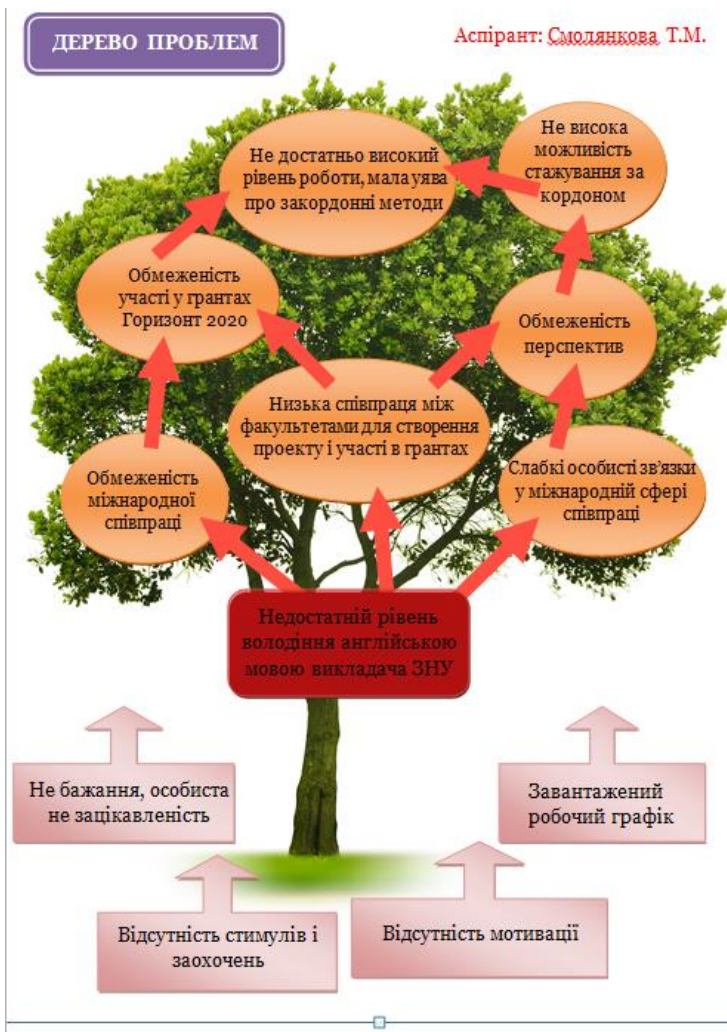 ДЕРЕВО ПРОБЛЕМ
Аспірант: Смолянкова Т.М.
Не достатньо високий
рівень роботи, мала уява
про закордонні методи
Не висока
можливість
стажування за
кордоном
Обмеженість
участі у грантах
Горизонт 2020
Обмеженість
перспектив
Низька співпраця між
факультетами для створення
проекту і участі в грантах
Обмеженість
міжнародної
співпраці
Слабкі особисті зв'язки
у міжнародній сфері
співпраці
Недостатній рівень
володіння англійською
мовою викладача ЗНУ
Не бажання, особиста
не зацікавленість
Завантажений
робочий графік
Відсутність стимулів і
заохочень
Відсутність мотивації